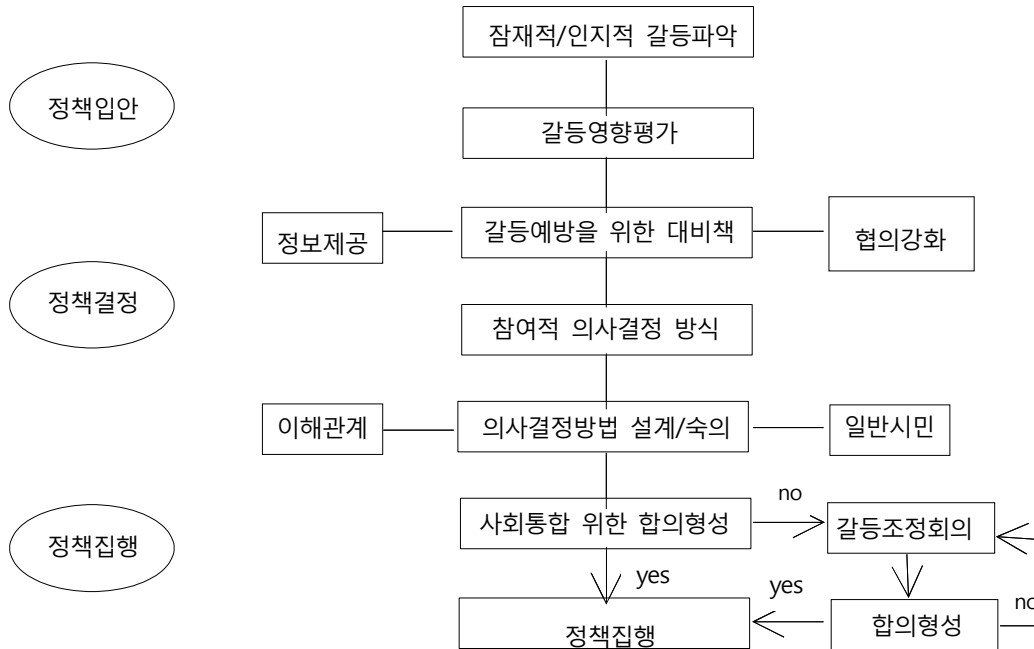 잠재적/인지적 갈등파악
정책입안
갈등영향평가
정보제공
갈등예방을 위한 대비책
협의강화
정책결정
참여적 의사결정 방식
이해관계
의사결정방법 설계/숙의
일반시민
사회통합 위한 합의형성
no
갈등조정회의
정책집행
yes
yes
no
정책집행
합의형성